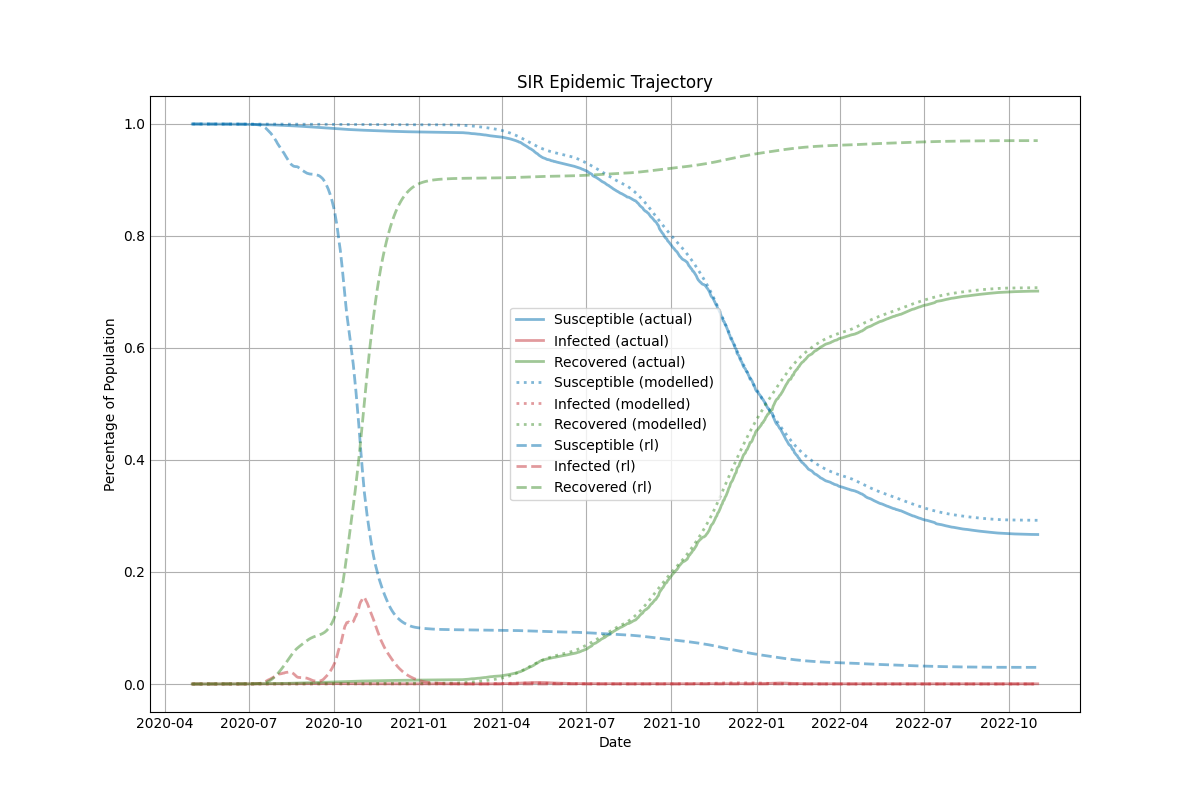 SIR Epidemic Trajectory
1.0
0.8
0.6
0.4
0.2
0.0
Percentage of Population
Susceptible (actual)
Infected (actual)
Recovered (actual)
Susceptible (modelled)
Infected (modelled)
Recovered (modelled)
Susceptible (rl)
Infected (rl)
Recovered (rl)
2020-04 2020-07 2020-10 2021-01 2021-04 2021-07 2021-10 2022-01 2022-04 2022-07 2022-10
Date